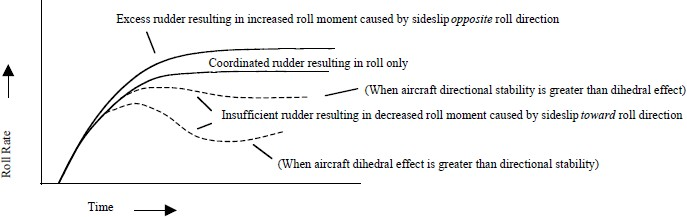 Excess rudder resulting in increased roll moment caused by sideslip opposite roll direction
Coordinated rudder resulting in roll only
(When aircraft directional stability is greater than dihedral effect)
Insufficient rudder resulting in decreased roll moment caused by sideslip toward roll direction
(When aircraft dihedral effect is greater than directional stability)
Roll Rate
Time